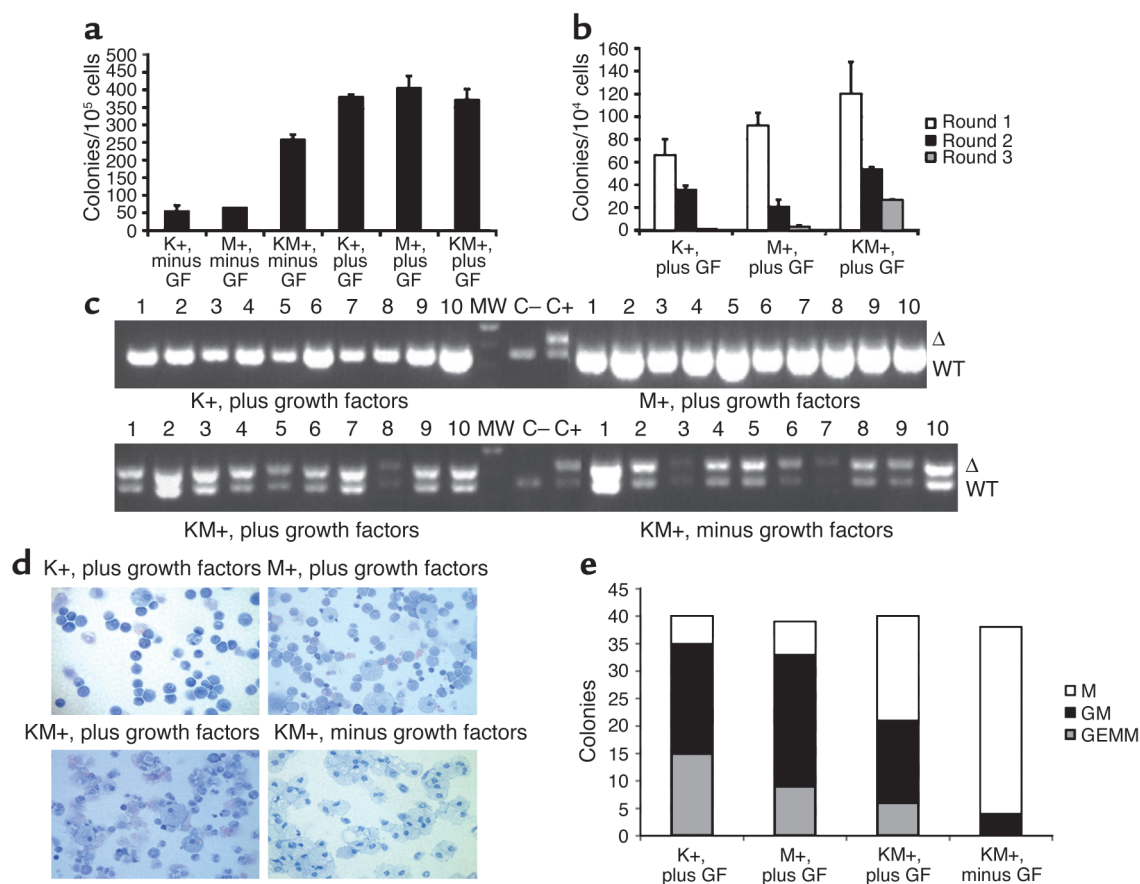 a
Colonies/10⁵ cells
500
450
400
350
300
250
200
150
100
50
0
K+, minus GF
M+, minus GF
KM+, minus GF
K+, plus GF
M+, plus GF
KM+, plus GF
b
Colonies/10⁴ cells
160
140
120
100
80
60
40
20
0
K+, plus GF
M+, plus GF
KM+, plus GF
Round 1
Round 2
Round 3
c
1 2 3 4 5 6 7 8 9 10 MW C– C+ 1 2 3 4 5 6 7 8 9 10
Δ
WT
K+, plus growth factors
M+, plus growth factors
1 2 3 4 5 6 7 8 9 10 MW C– C+ 1 2 3 4 5 6 7 8 9 10
Δ
WT
KM+, plus growth factors
KM+, minus growth factors
d
K+, plus growth factors
M+, plus growth factors
KM+, plus growth factors
KM+, minus growth factors
e
Colonies
45
40
35
30
25
20
15
10
5
0
K+, plus GF
M+, plus GF
KM+, plus GF
KM+, minus GF
M
GM
GEMM